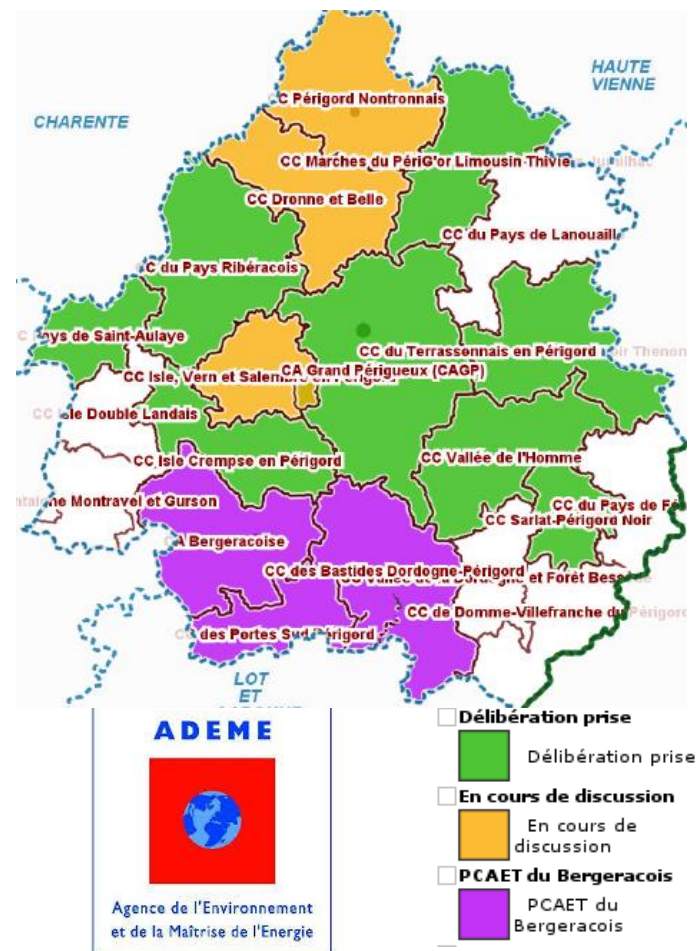 HAUTE
VIENNE
CC Périgord Nontronnais
CHARENTE
CC Marches du PériG'or Limousin Thivie
CC Dronne et Belle
CC du Pays de Lanouaill
du Pays Ribéracois
Pays de Saint-Aulaye
CC du Terrassonnais en Périgord Thenon
CA Grand Périgueux (CAGP)
CC Isle, Vern et Salembre en
CC Isle Double Landais
CC Vallée de l'Homme
CC Isle Crempse en Périgord
Montravel et Gurson
CC du Pays de
CC Sarlat-Périgord Noir
Bergeracoise
CC des Bastides Dordogne-Périgord
et Forêt
CC de Domme-Villefranche du Périgord
des Portes Sud Périgord
LOT
ET
ADEME
Agence de l'Environnement
et de la Maîtrise de l'Energie
Délibération prise
Délibération prise
En cours de discussion
En cours de
discussion
PCAET du Bergeracois
PCAET du
Bergeracois